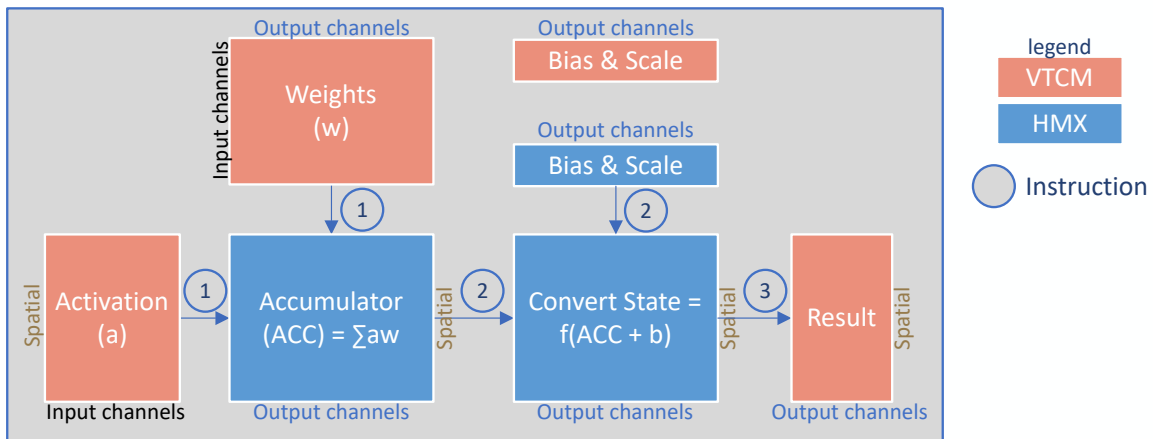 Output channels
Output channels
Input channels
Weights
(w)
Bias & Scale
legend
VTCM
HMX
Output channels
Bias & Scale
Instruction
1
2
Spatial
Activation
(a)
1
Accumulator
(ACC) = ∑aw
Spatial
2
Convert State =
f(ACC + b)
Spatial
3
Result
Spatial
Input channels
Output channels
Output channels
Output channels